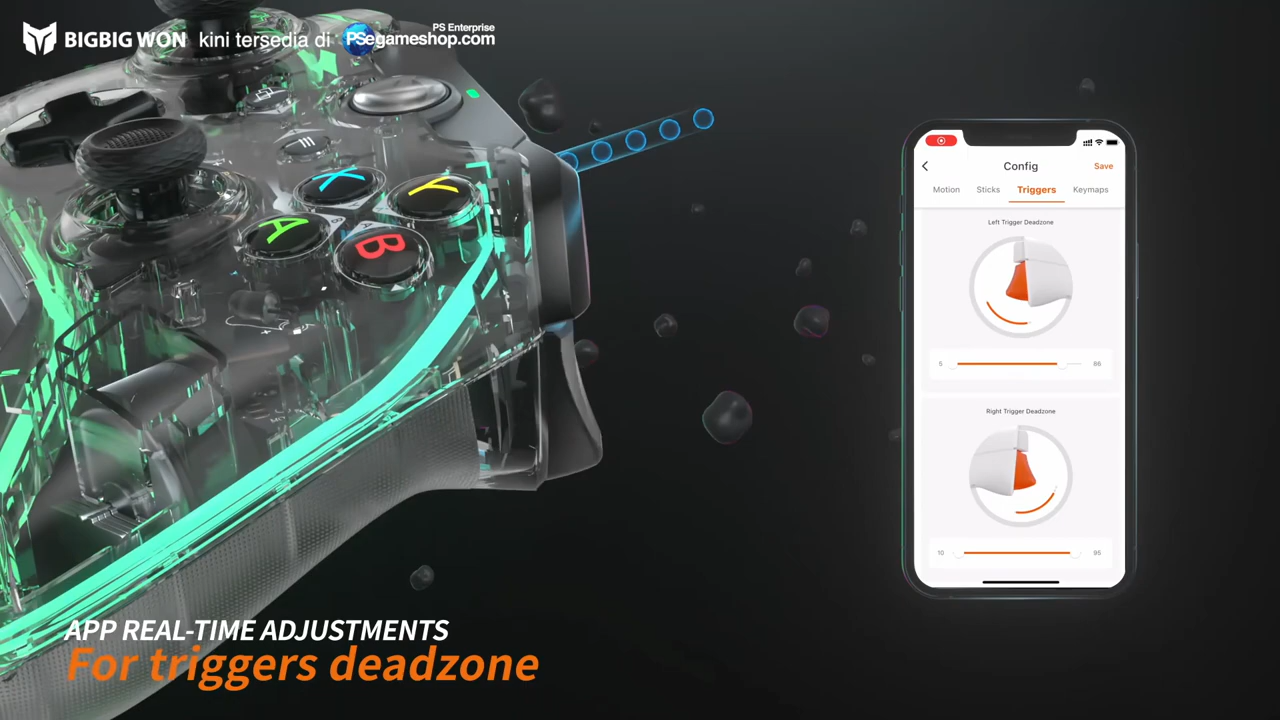 BIGBIG WON kini tersedia di PSegameshop.com
PS Enterprise
X
Y
A
B
Config
Save
Motion
Sticks
Triggers
Keymaps
Left Trigger Deadzone
5
86
Right Trigger Deadzone
10
95
APP REAL-TIME ADJUSTMENTS
For triggers deadzone